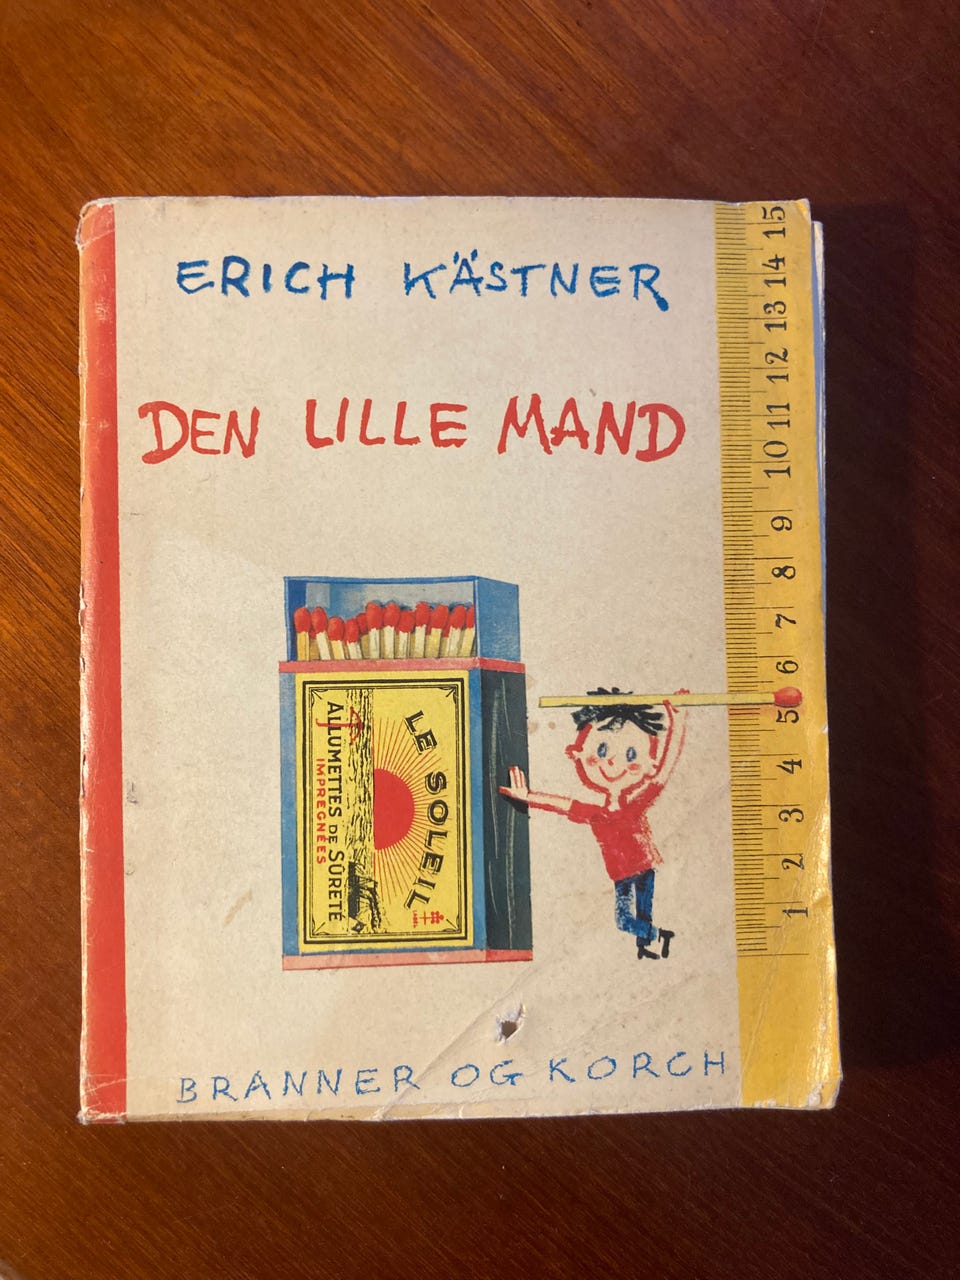 ERICH KÄSTNER
DEN LILLE MAND
LE SOLEIL
ALLUMETTES DE SÛRETÉ
IMPREGNÉES
15
14
13
12
11
10
9
8
7
6
5
4
3
2
1
BRANNER OG KORCH